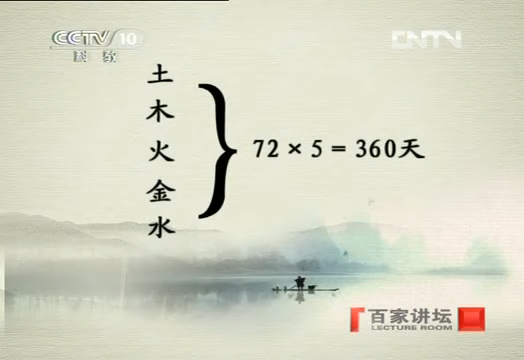 CCTV 10
科教
CNTV
土
木
火
金
水
72 × 5 = 360天
百家讲坛
LECTURE ROOM